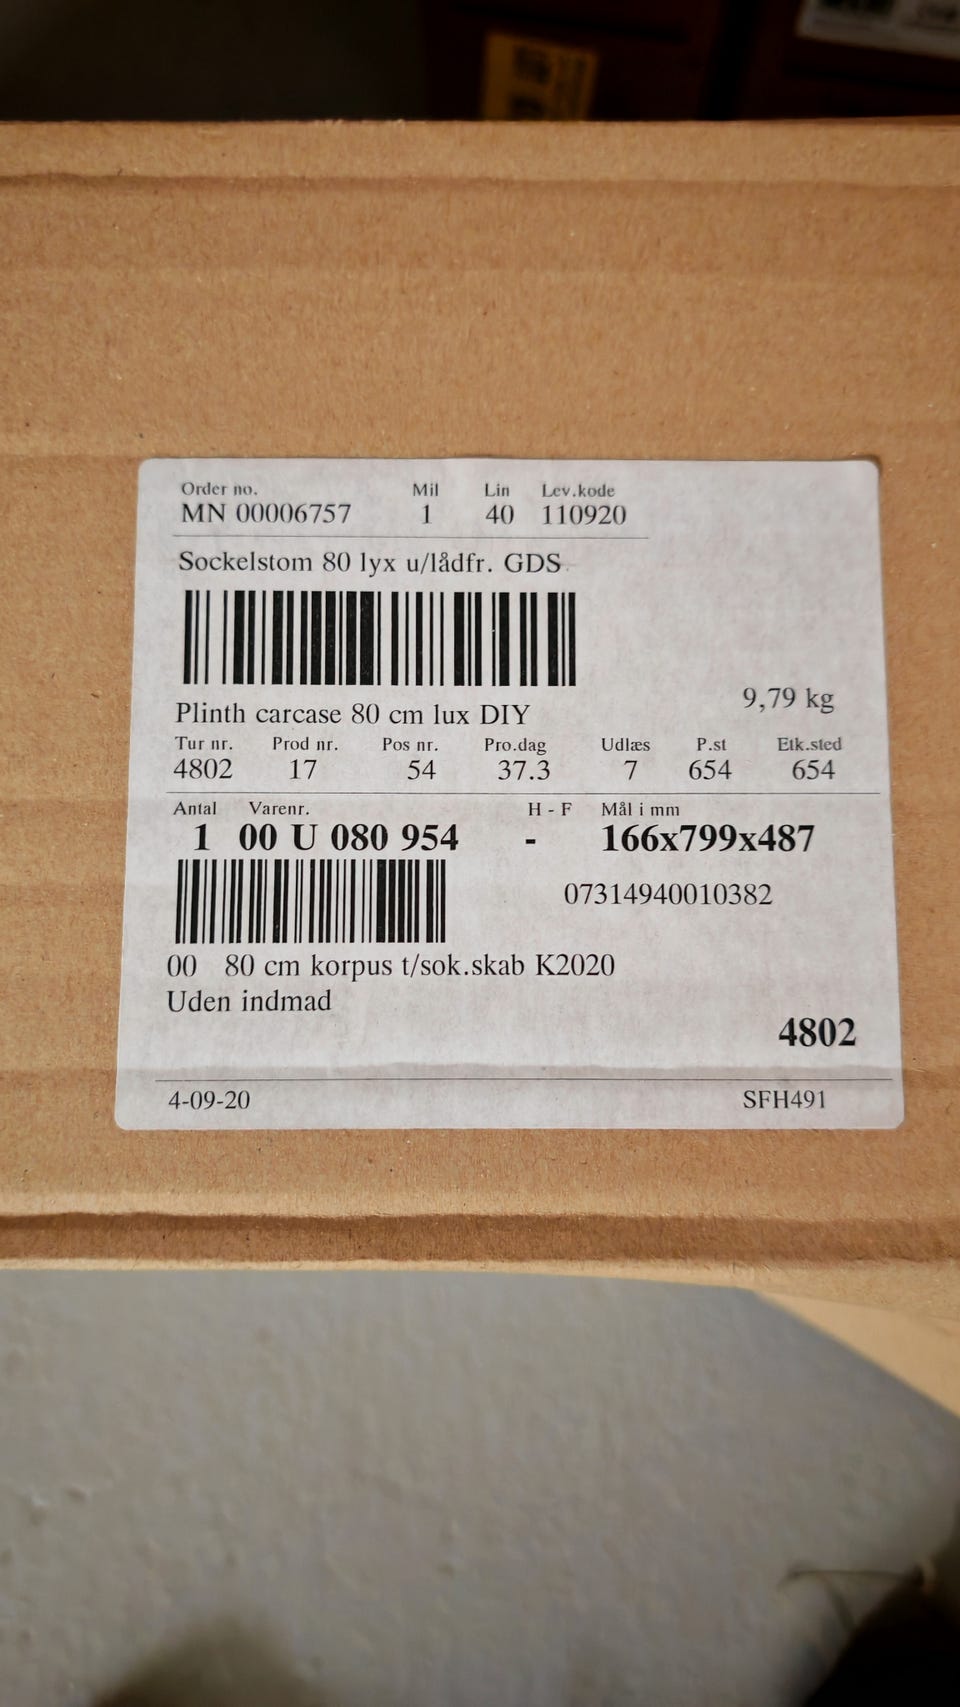 Order no. Mil Lin Lev.kode
MN 00006757 1 40 110920
Sockelstom 80 lyx u/lådfr. GDS
9,79 kg
Plinth carcase 80 cm lux DIY
Tur nr. Prod nr. Pos nr. Pro.dag Udlæs P.st Etk.sted
4802 17 54 37.3 7 654 654
Antal Varenr. H - F Mål i mm
1 00 U 080 954 - 166x799x487
07314940010382
00 80 cm korpus t/sok.skab K2020
Uden indmad
4802
4-09-20 SFH491